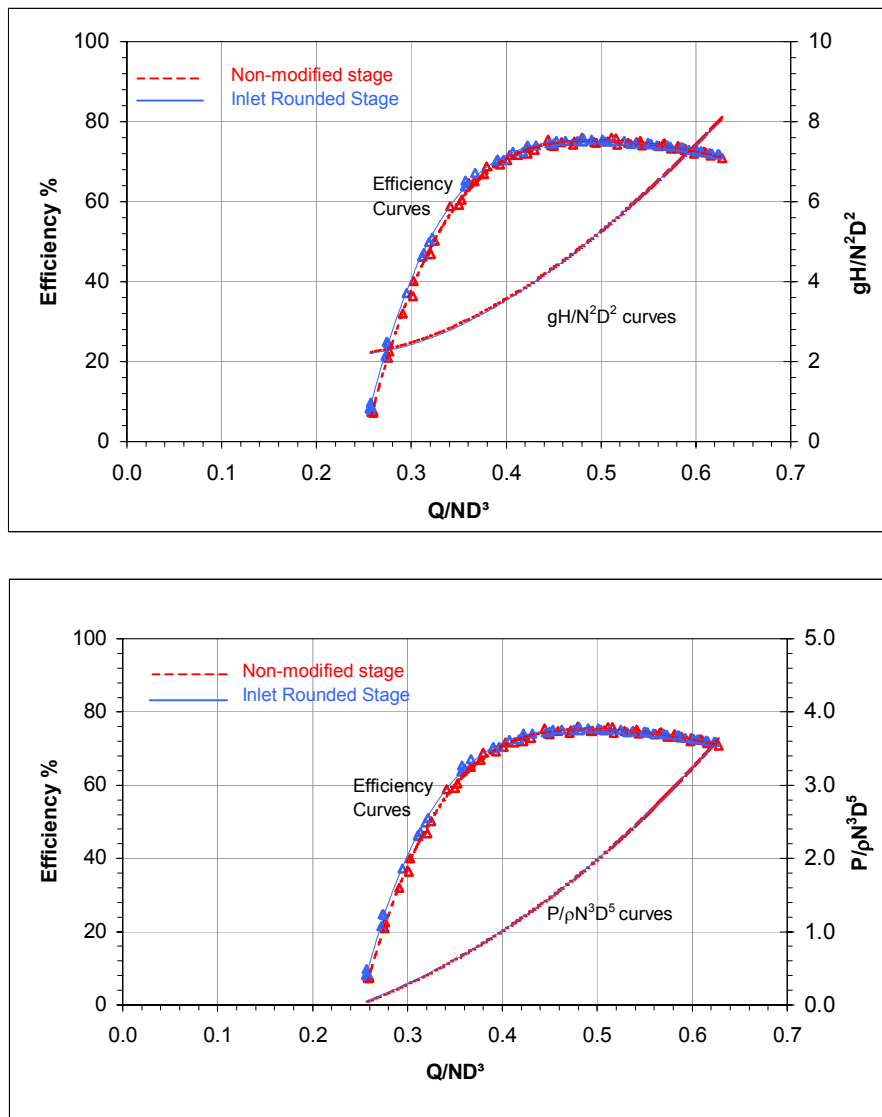 100
80
60
40
20
0
Efficiency %
Non-modified stage
Inlet Rounded Stage
Efficiency
Curves
gH/N²D² curves
10
8
6
4
2
0
gH/N²D²
0.0 0.1 0.2 0.3 0.4 0.5 0.6 0.7
Q/ND³
100
80
60
40
20
0
Efficiency %
Non-modified stage
Inlet Rounded Stage
Efficiency
Curves
P/ρN³D⁵ curves
5.0
4.0
3.0
2.0
1.0
0.0
P/ρN³D⁵
0.0 0.1 0.2 0.3 0.4 0.5 0.6 0.7
Q/ND³